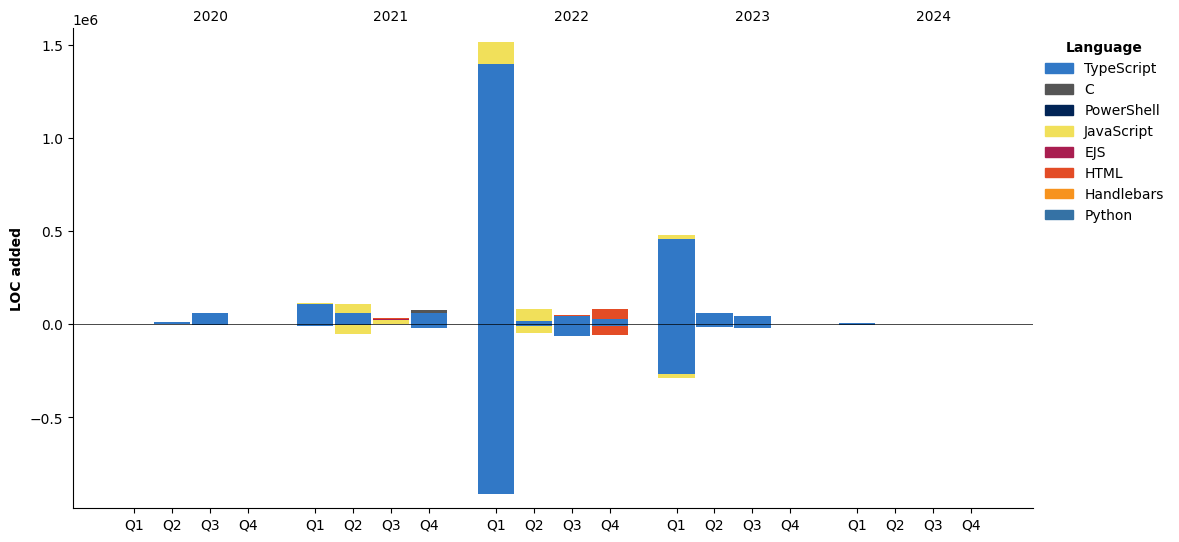 2020 2021 2022 2023 2024
1e6
1.5
1.0
0.5
0.0
−0.5
LOC added
Q1 Q2 Q3 Q4 Q1 Q2 Q3 Q4 Q1 Q2 Q3 Q4 Q1 Q2 Q3 Q4 Q1 Q2 Q3 Q4
Language
TypeScript
C
PowerShell
JavaScript
EJS
HTML
Handlebars
Python